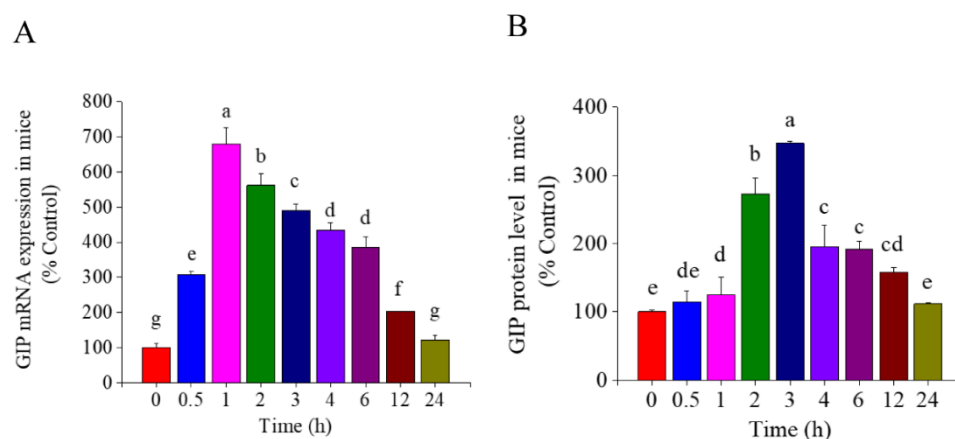 A
GIP mRNA expression in mice
(% Control)
800
700
600
500
400
300
200
100
0
g
e
a
b
c
d
d
f
g
0 0.5 1 2 3 4 6 12 24
Time (h)
B
GIP protein level in mice
(% Control)
400
300
200
100
0
e
de
d
b
a
c
c
cd
e
0 0.5 1 2 3 4 6 12 24
Time (h)